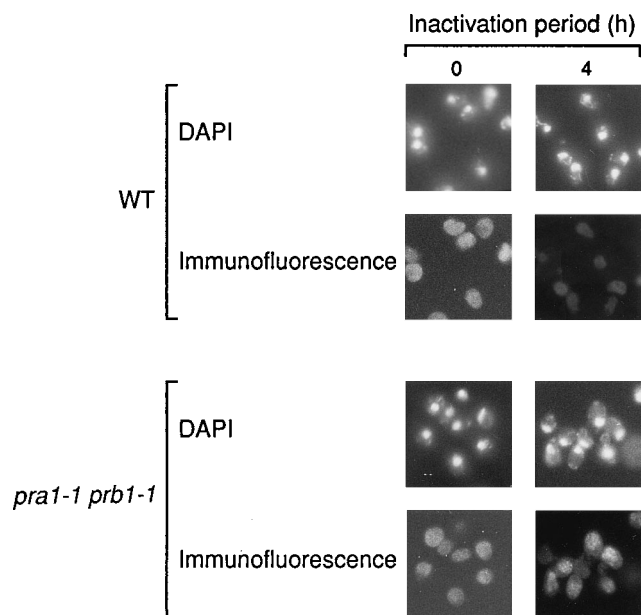 Inactivation period (h)
0 4
WT
DAPI
Immunofluorescence
pra1-1 prb1-1
DAPI
Immunofluorescence